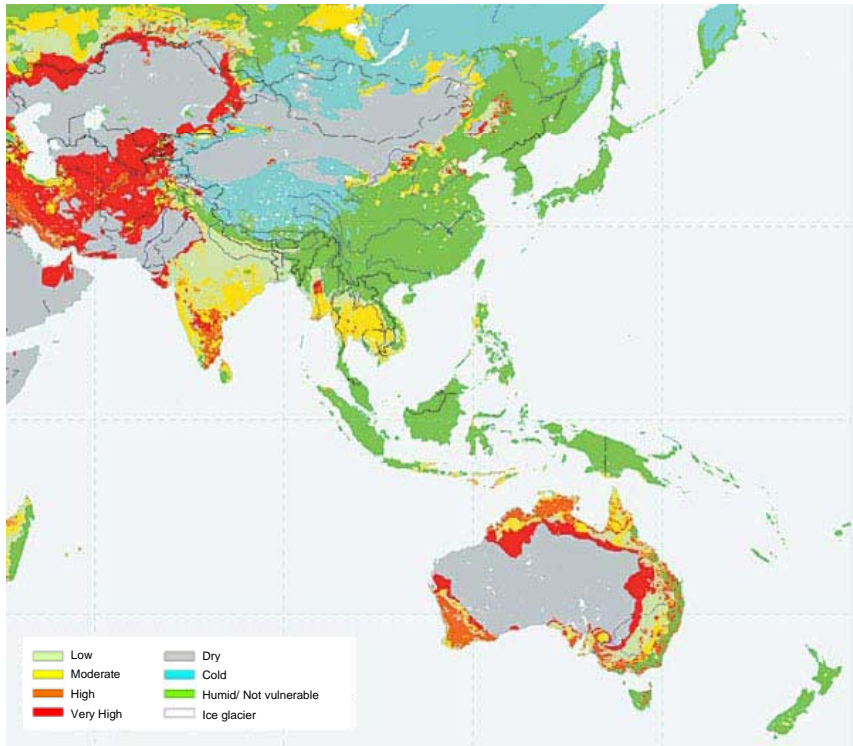 Low
Moderate
High
Very High
Dry
Cold
Humid/ Not vulnerable
Ice glacier